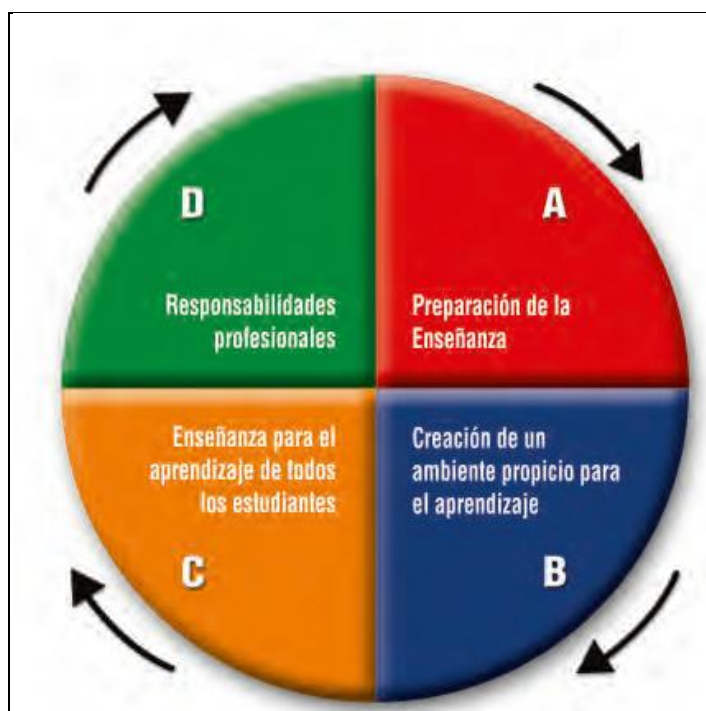 D
Responsabilidades
profesionales
A
Preparación de la
Enseñanza
Enseñanza para el
aprendizaje de todos
los estudiantes
C
Creación de un
ambiente propicio para
el aprendizaje
B